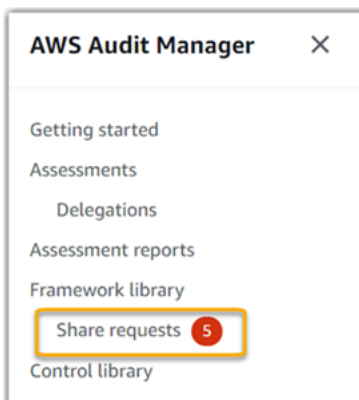 AWS Audit Manager
Getting started
Assessments
Delegations
Assessment reports
Framework library
Share requests 5
Control library